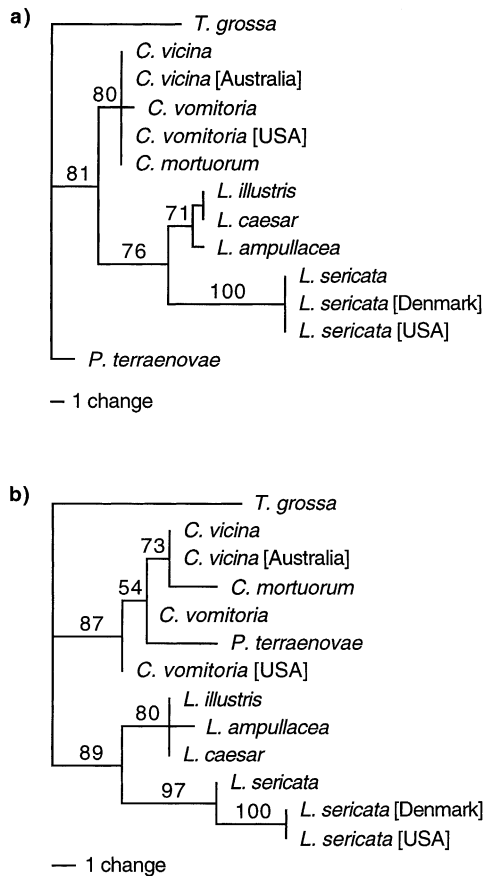 a)
T. grossa
C. vicina
C. vicina [Australia]
80
C. vomitoria
C. vomitoria [USA]
C. mortuorum
81
L. illustris
71
L. caesar
L. ampullacea
76
L. sericata
100
L. sericata [Denmark]
L. sericata [USA]
P. terraenovae
1 change
b)
T. grossa
C. vicina
73
C. vicina [Australia]
C. mortuorum
54
C. vomitoria
87
P. terraenovae
C. vomitoria [USA]
L. illustris
80
L. ampullacea
L. caesar
89
L. sericata
97
100
L. sericata [Denmark]
L. sericata [USA]
1 change